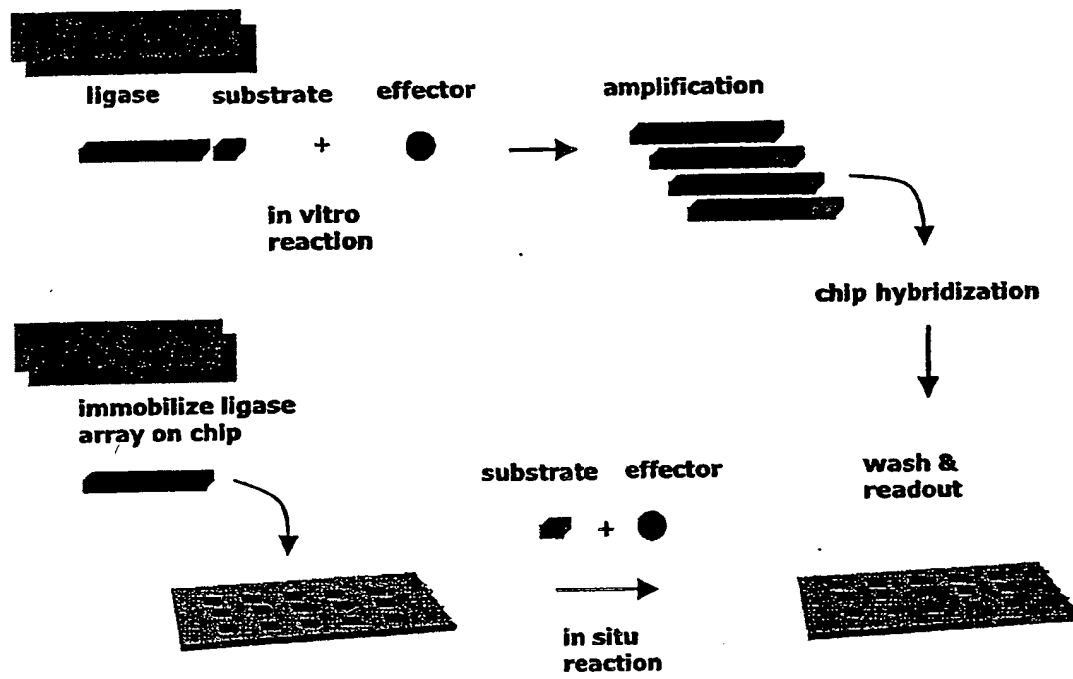 ligase substrate + effector
amplification
in vitro
reaction
chip hybridization
immobilize ligase
array on chip
substrate effector
+
wash &
readout
in situ
reaction